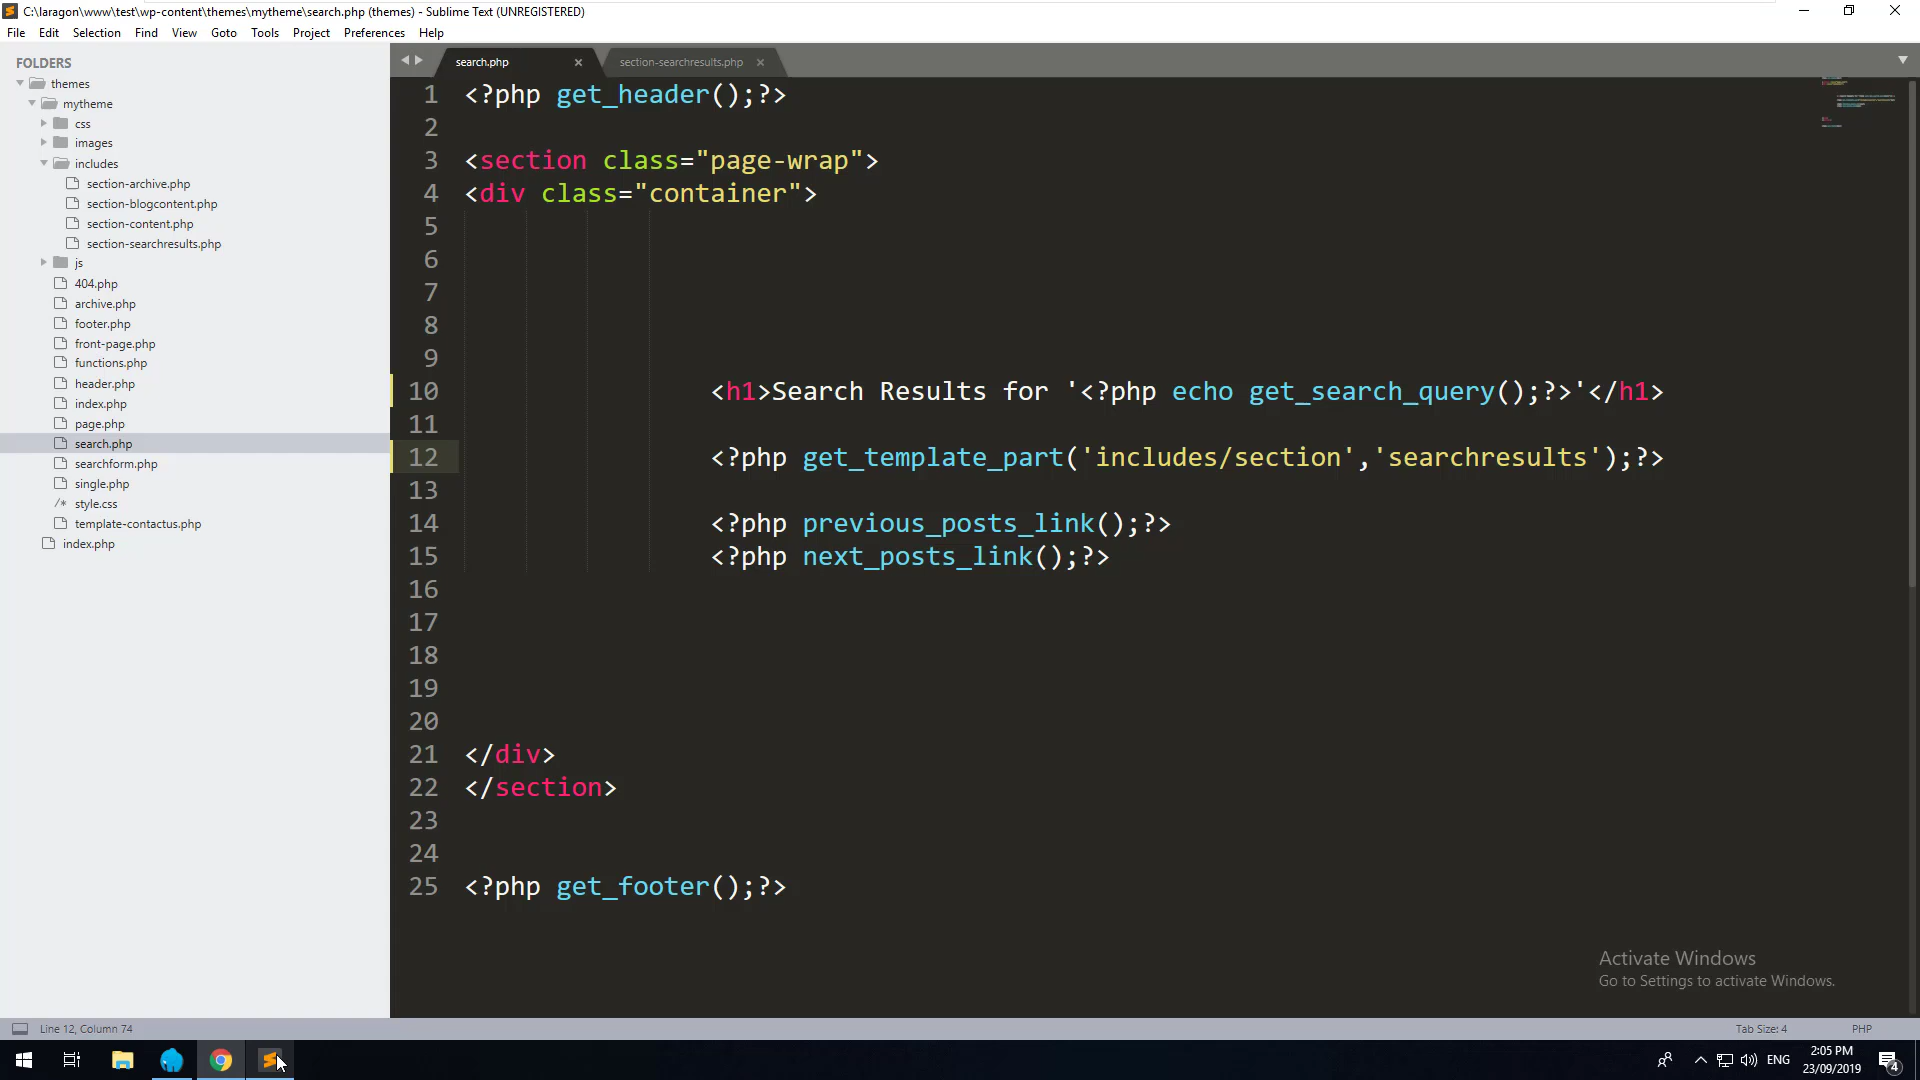 C:\laragon\www\test\wp-content\themes\mytheme\search.php (themes) - Sublime Text (UNREGISTERED)
File Edit Selection Find View Goto Tools Project Preferences Help
FOLDERS
themes
mytheme
css
images
includes
section-archive.php
section-blogcontent.php
section-content.php
section-searchresults.php
js
404.php
archive.php
footer.php
front-page.php
functions.php
header.php
index.php
page.php
search.php
searchform.php
single.php
/* style.css
template-contactus.php
index.php
search.php × section-searchresults.php ×
1 <?php get_header();?>
2
3 <section class="page-wrap">
4 <div class="container">
5
6
7
8
9
10 <h1>Search Results for '<?php echo get_search_query();?>'</h1>
11
12 <?php get_template_part('includes/section','searchresults');?>
13
14 <?php previous_posts_link();?>
15 <?php next_posts_link();?>
16
17
18
19
20
21 </div>
22 </section>
23
24
25 <?php get_footer();?>
Activate Windows
Go to Settings to activate Windows.
Line 12, Column 74 Tab Size: 4 PHP
ENG
2:05 PM
23/09/2019
4